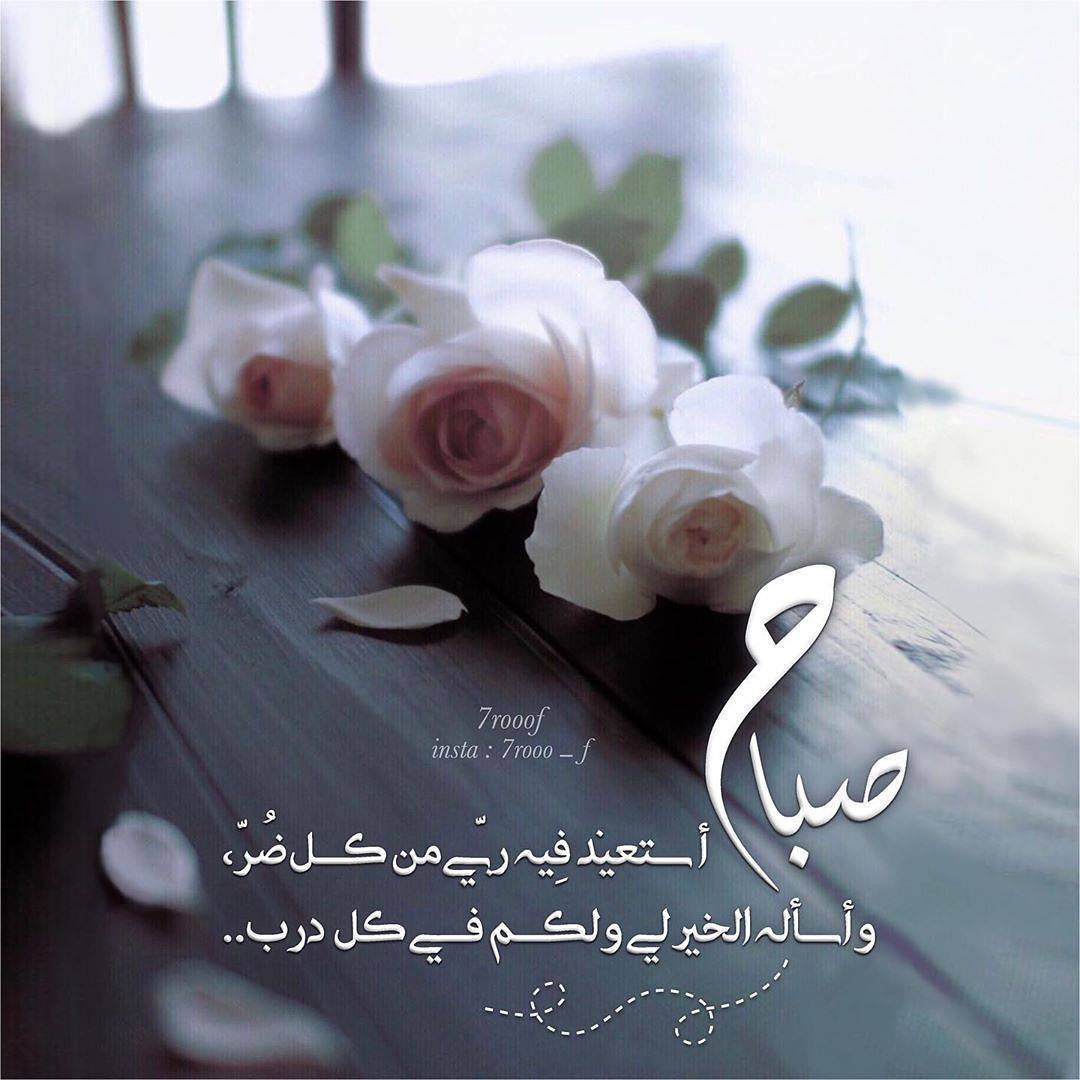 7rooof
insta : 7rooo _ f
صباح
أستعيذ فِيه ربّي من كل ضُرّ،
وأسأله الخير لي ولكم في كل درب..